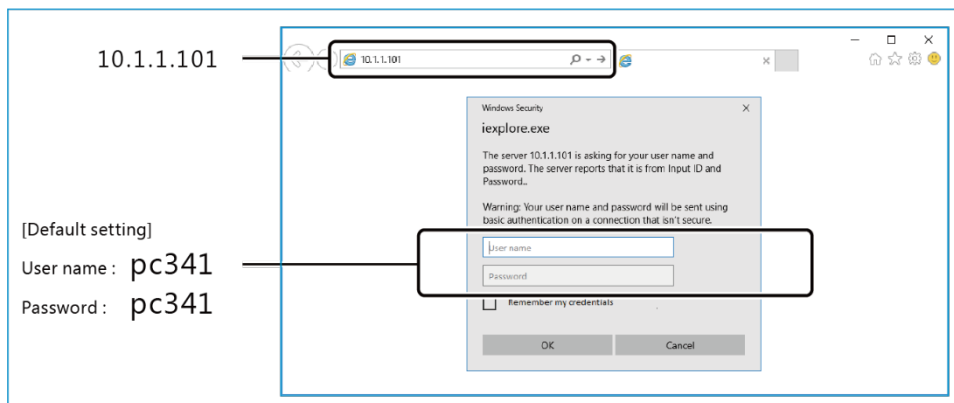 10.1.1.101
10.1.1.101
Windows Security
iexplore.exe
The server 10.1.1.101 is asking for your user name and
password. The server reports that it is from Input ID and
Password..
Warning: Your user name and password will be sent using
basic authentication on a connection that isn't secure.
[Default setting]
User name : pc341
Password : pc341
User name
Password
Remember my credentials
OK
Cancel